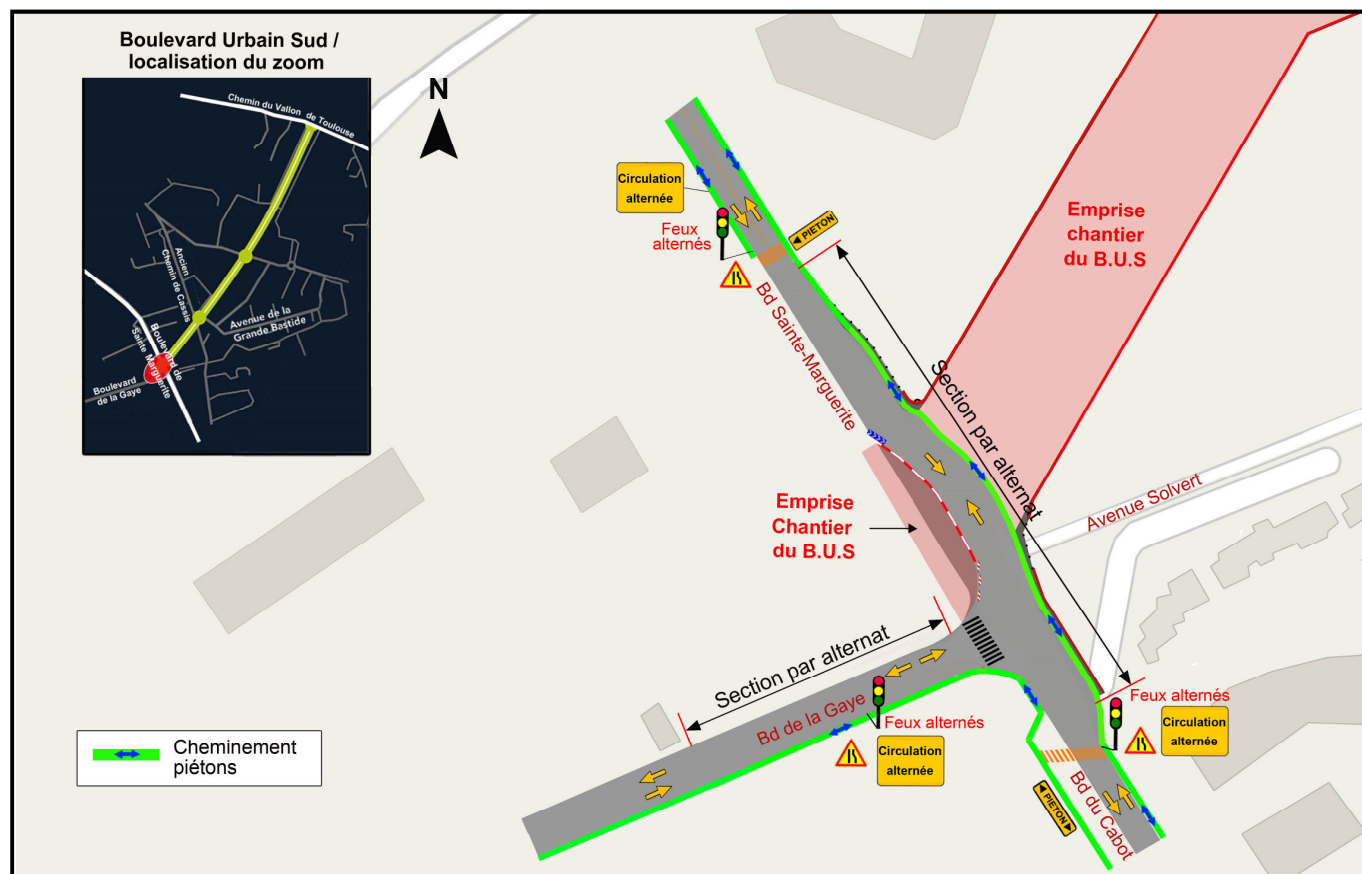 Boulevard Urbain Sud /
localisation du zoom
Chemin du Vallon de Toulouse
Ancien
Chemin de Cassis
Avenue de la
Grande Bastide
Boulevard de
Sainte Marguerite
Boulevard
de la Gaye
N
Circulation
alternée
Feux
alternés
◄ PIETON
Bd Sainte-Marguerite
Section par alternat
Emprise
chantier
du B.U.S
Emprise
Chantier
du B.U.S
Avenue Solvert
Section par alternat
Bd de la Gaye
Feux alternés
Circulation
alternée
Feux alternés
Circulation
alternée
◄ PIETON ►
Bd du Cabot
Cheminement
piétons